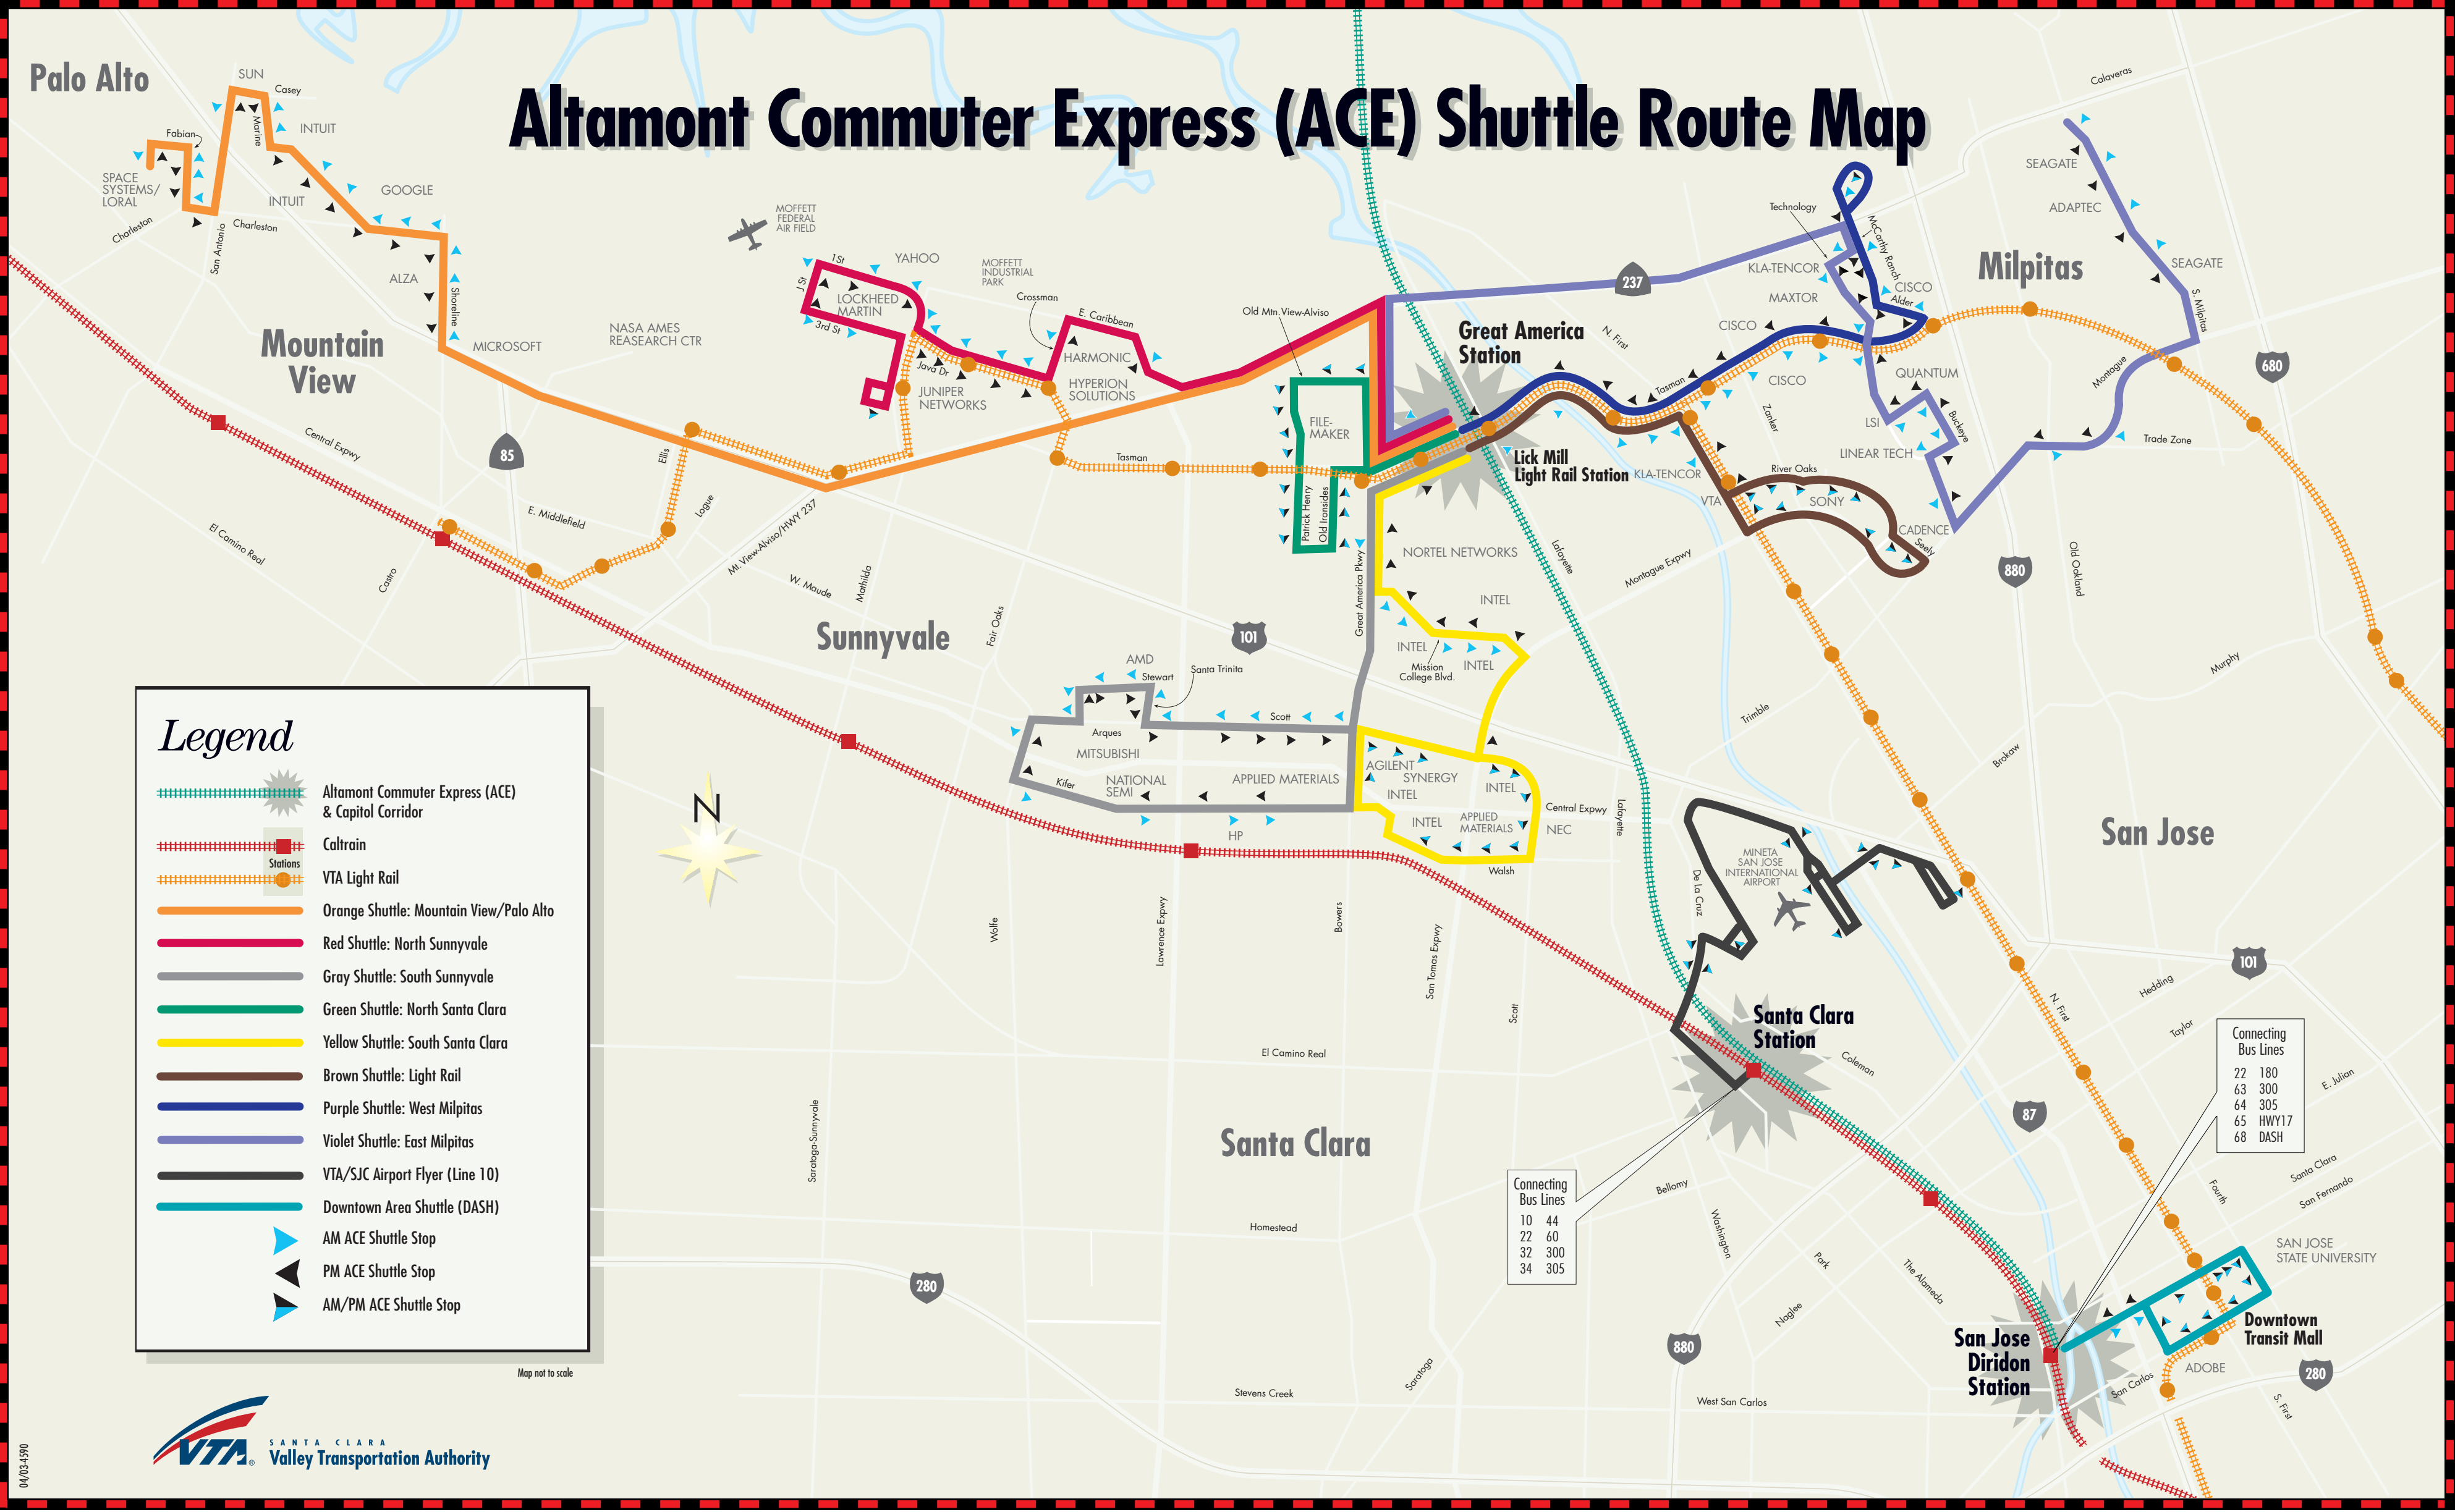 Altamont Commuter Express (ACE) Shuttle Route Map
Palo Alto
SUN
Casey
Marine
Fabian
INTUIT
SPACE
SYSTEMS/
LORAL
INTUIT
GOOGLE
Charleston
Charleston
San Antonio
ALZA
Shoreline
MICROSOFT
Mountain
View
NASA AMES
REASEARCH CTR
MOFFETT
FEDERAL
AIR FIELD
1St
J St
YAHOO
LOCKHEED
MARTIN
3rd St
Java Dr
JUNIPER
NETWORKS
MOFFETT
INDUSTRIAL
PARK
Crossman
E. Caribbean
HARMONIC
HYPERION
SOLUTIONS
Old Mtn. View-Alviso
FILE-
MAKER
Patrick Henry
Old Ironsides
Great America
Station
Lick Mill
Light Rail Station
237
N. First
Tasman
Tasman
Technology
McCarthy Ranch
KLA-TENCOR
MAXTOR
CISCO
Alder
CISCO
CISCO
Zanker
QUANTUM
LSI
Buckeye
LINEAR TECH
KLA-TENCOR
VTA
River Oaks
SONY
CADENCE
Seely
Milpitas
Calaveras
SEAGATE
ADAPTEC
SEAGATE
S. Milpitas
Montague
Trade Zone
680
880
Old Oakland
Murphy
Central Expwy
85
Ellis
Logue
E. Middlefield
El Camino Real
Castro
Mt. View-Alviso/HWY 237
W. Maude
Mathilda
Fair Oaks
Sunnyvale
101
Great America Pkwy
NORTEL NETWORKS
Lafayette
Montague Expwy
INTEL
INTEL
INTEL
Mission
College Blvd.
AMD
Stewart
Santa Trinita
Scott
Arques
MITSUBISHI
Kifer
NATIONAL
SEMI
APPLIED MATERIALS
HP
AGILENT
SYNERGY
INTEL
INTEL
INTEL
APPLIED
MATERIALS
NEC
Central Expwy
Walsh
Lafayette
Trimble
Brokaw
San Jose
MINETA
SAN JOSE
INTERNATIONAL
AIRPORT
De La Cruz
101
N. First
Hedding
Taylor
E. Julian
N
Wolfe
Lawrence Expwy
Bowers
San Tomas Expwy
Scott
El Camino Real
Santa Clara
Station
Coleman
87
Connecting
Bus Lines
22 180
63 300
64 305
65 HWY17
68 DASH
Saratoga-Sunnyvale
Santa Clara
Homestead
280
Connecting
Bus Lines
10 44
22 60
32 300
34 305
Bellomy
Washington
Park
The Alameda
Naglee
880
Stevens Creek
Saratoga
West San Carlos
Santa Clara
San Fernando
Fourth
SAN JOSE
STATE UNIVERSITY
Downtown
Transit Mall
San Jose
Diridon
Station
ADOBE
San Carlos
280
S. First
Legend
Altamont Commuter Express (ACE)
& Capitol Corridor
Caltrain
Stations
VTA Light Rail
Orange Shuttle: Mountain View/Palo Alto
Red Shuttle: North Sunnyvale
Gray Shuttle: South Sunnyvale
Green Shuttle: North Santa Clara
Yellow Shuttle: South Santa Clara
Brown Shuttle: Light Rail
Purple Shuttle: West Milpitas
Violet Shuttle: East Milpitas
VTA/SJC Airport Flyer (Line 10)
Downtown Area Shuttle (DASH)
AM ACE Shuttle Stop
PM ACE Shuttle Stop
AM/PM ACE Shuttle Stop
Map not to scale
04/03-4590
VTA®
SANTA CLARA
Valley Transportation Authority